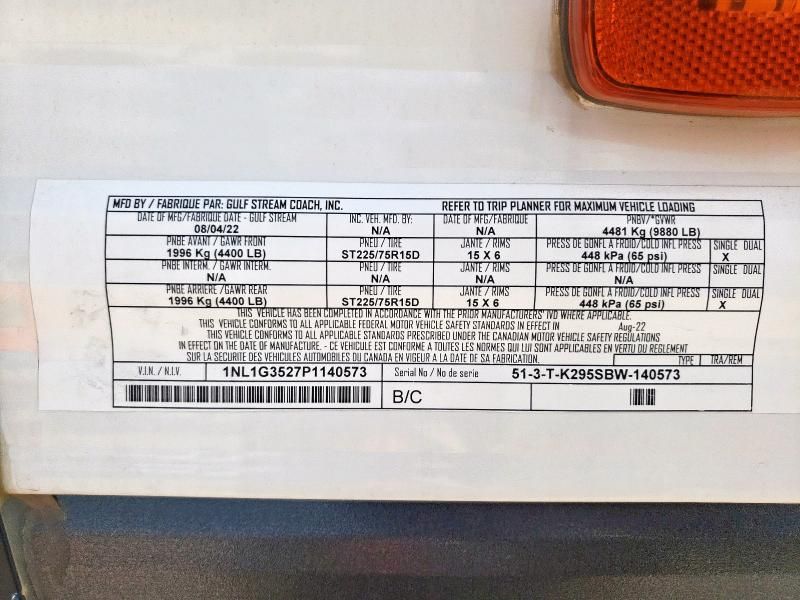 MFD BY / FABRIQUE PAR: GULF STREAM COACH, INC. REFER TO TRIP PLANNER FOR MAXIMUM VEHICLE LOADING
DATE OF MFG/FABRIQUE DATE - GULF STREAM INC. VEH. MFD. BY: DATE OF MFG/FABRIQUE PNBV/*GVWR
08/04/22 N/A N/A 4481 Kg (9880 LB)
PNBE AVANT / GAWR FRONT PNEU / TIRE JANTE / RIMS PRESS DE GONFL A FROID/COLD INFL PRESS SINGLE DUAL
1996 Kg (4400 LB) ST225/75R15D 15 X 6 448 kPa (65 psi) X
PNBE INTERM. / GAWR INTERM. PNEU / TIRE JANTE / RIMS PRESS DE GONFL A FROID/COLD INFL PRESS SINGLE DUAL
N/A N/A N/A N/A
PNBE ARRIERE / GAWR REAR PNEU / TIRE JANTE / RIMS PRESS DE GONFL A FROID/COLD INFL PRESS SINGLE DUAL
1996 Kg (4400 LB) ST225/75R15D 15 X 6 448 kPa (65 psi) X
THIS VEHICLE HAS BEEN COMPLETED IN ACCORDANCE WITH THE PRIOR MANUFACTURERS' IVD WHERE APPLICABLE.
THIS VEHICLE CONFORMS TO ALL APPLICABLE FEDERAL MOTOR VEHICLE SAFETY STANDARDS IN EFFECT IN Aug-22
THIS VEHICLE CONFORMS TO ALL APPLICABLE STANDARDS PRESCRIBED UNDER THE CANADIAN MOTOR VEHICLE SAFETY REGULATIONS
IN EFFECT ON THE DATE OF MANUFACTURE - CE VEHICULE EST CONFORME A TOUTES LES NORMES QUI LUI SONT APPLICABLES EN VERTU DU REGLEMENT
SUR LA SECURITE DES VEHICULES AUTOMOBILES DU CANADA EN VIGEUR A LA DATE DE SA FABRICATION. TYPE TRA/REM
V.I.N. / N.I.V. 1NL1G3527P1140573 Serial No / No de serie 51-3-T-K295SBW-140573
B/C